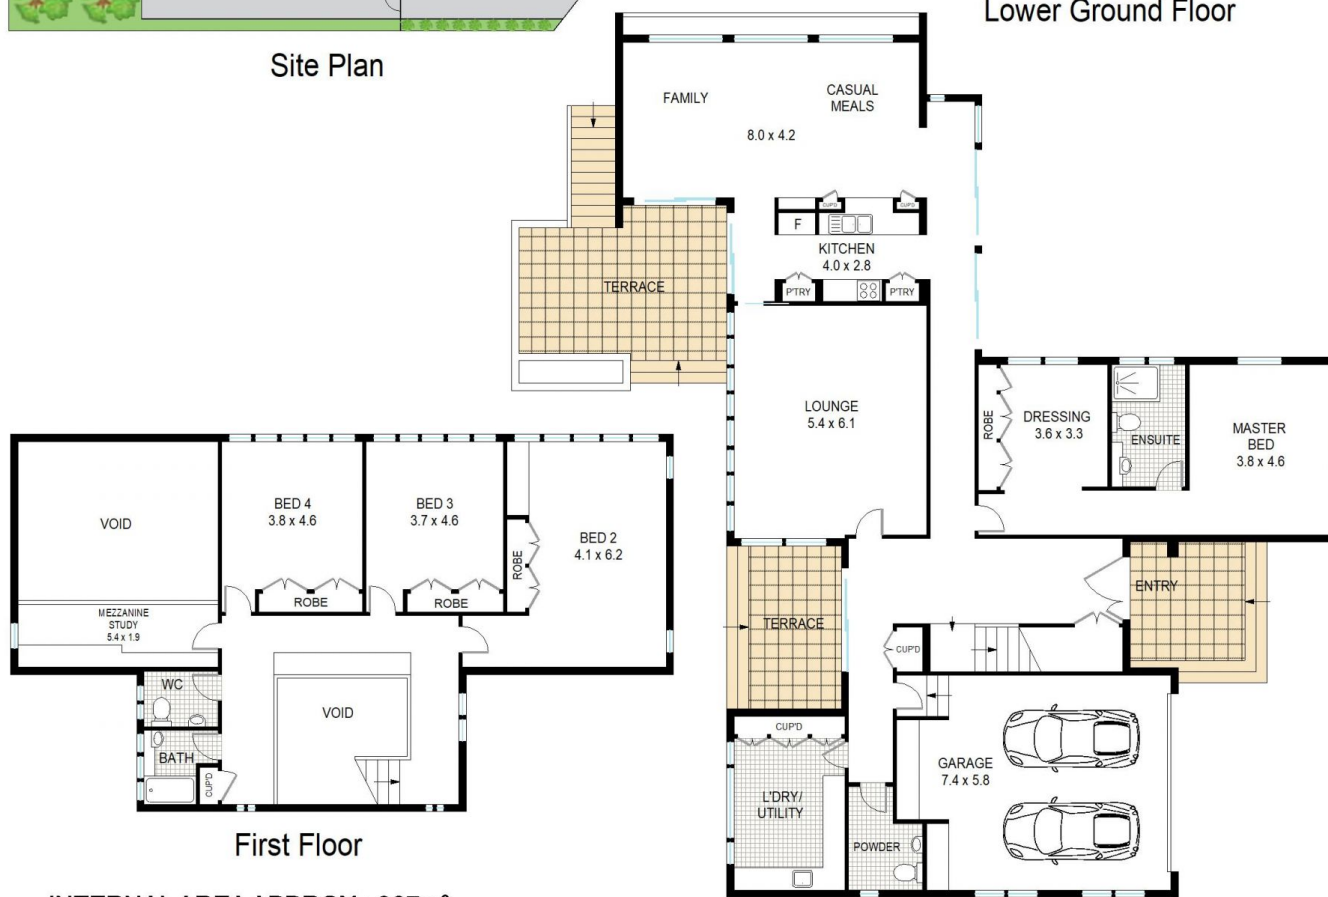 Lower Ground Floor
Site Plan
FAMILY
CASUAL
MEALS
8.0 x 4.2
CUP'D
CUP'D
F
KITCHEN
4.0 x 2.8
P'TRY
P'TRY
TERRACE
LOUNGE
5.4 x 6.1
ROBE
DRESSING
3.6 x 3.3
ENSUITE
MASTER
BED
3.8 x 4.6
VOID
BED 4
3.8 x 4.6
BED 3
3.7 x 4.6
BED 2
4.1 x 6.2
ROBE
ROBE
ROBE
MEZZANINE
STUDY
5.4 x 1.9
WC
VOID
BATH
CUP'D
First Floor
ENTRY
TERRACE
CUP'D
CUP'D
L'DRY/
UTILITY
GARAGE
7.4 x 5.8
POWDER